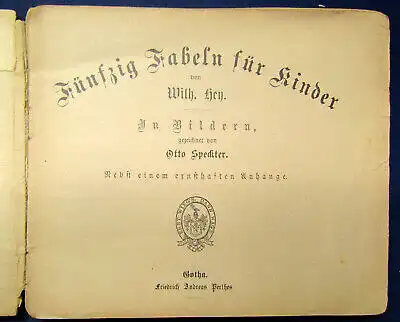 Fünfzig Fabeln für Kinder
von
Wilh. Hey.
In Bildern,
gezeichnet von
Otto Speckter.
Nebst einem ernsthaften Anhange.
Gotha.
Friedrich Andreas Perthes